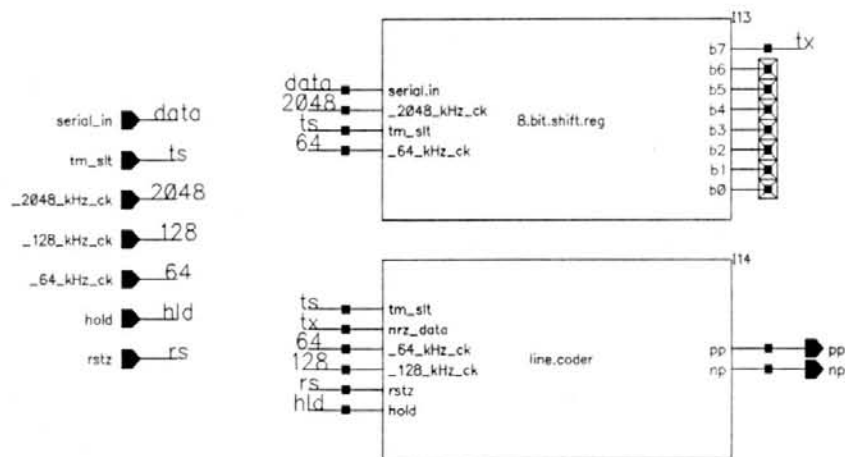 serial_in data
tm_slt ts
_2048_kHz_ck 2048
_128_kHz_ck 128
_64_kHz_ck 64
hold hld
rstz rs
I13
data serial.in
2048 _2048_kHz_ck
ts tm_slt
64 _64_kHz_ck
8.bit.shift.reg
b7 tx
b6
b5
b4
b3
b2
b1
b0
I14
ts tm_slt
tx nrz_data
64 _64_kHz_ck
128 _128_kHz_ck
rs rstz
hld hold
line.coder
pp pp
np np